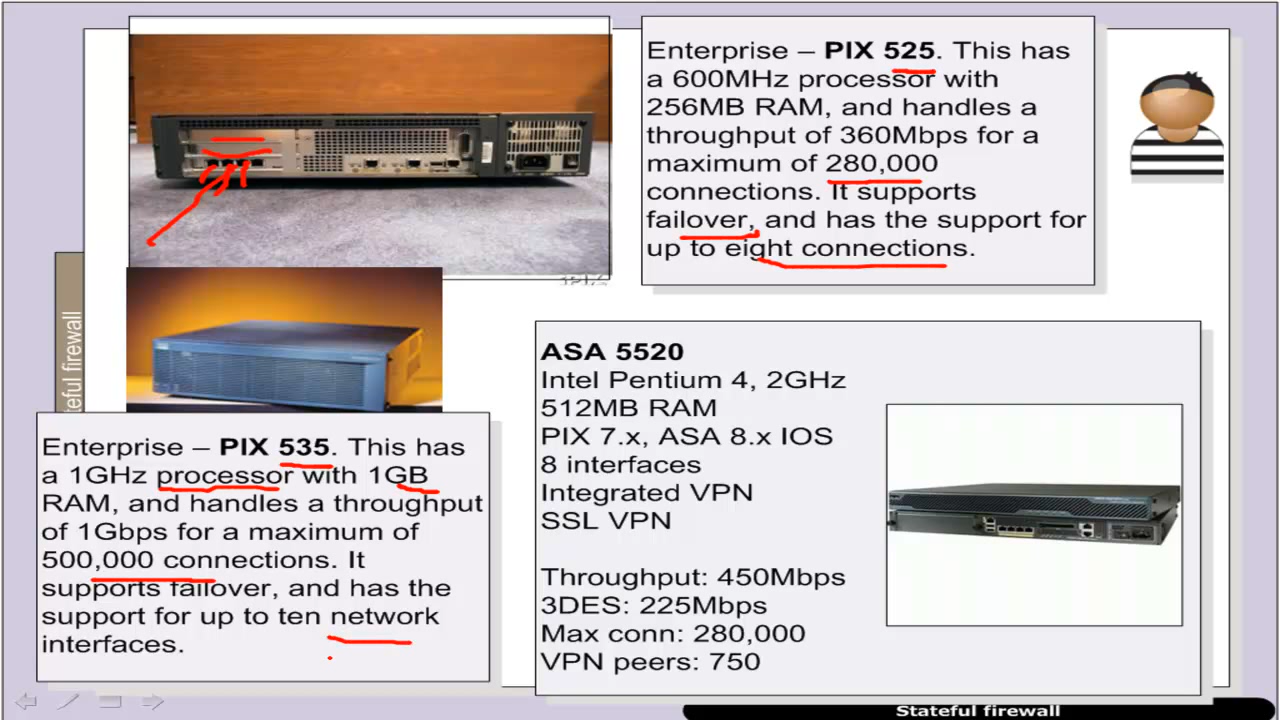 Enterprise – PIX 525. This has
a 600MHz processor with
256MB RAM, and handles a
throughput of 360Mbps for a
maximum of 280,000
connections. It supports
failover, and has the support for
up to eight connections.
teful firewall
Enterprise – PIX 535. This has
a 1GHz processor with 1GB
RAM, and handles a throughput
of 1Gbps for a maximum of
500,000 connections. It
supports failover, and has the
support for up to ten network
interfaces.
ASA 5520
Intel Pentium 4, 2GHz
512MB RAM
PIX 7.x, ASA 8.x IOS
8 interfaces
Integrated VPN
SSL VPN
Throughput: 450Mbps
3DES: 225Mbps
Max conn: 280,000
VPN peers: 750
Stateful firewall